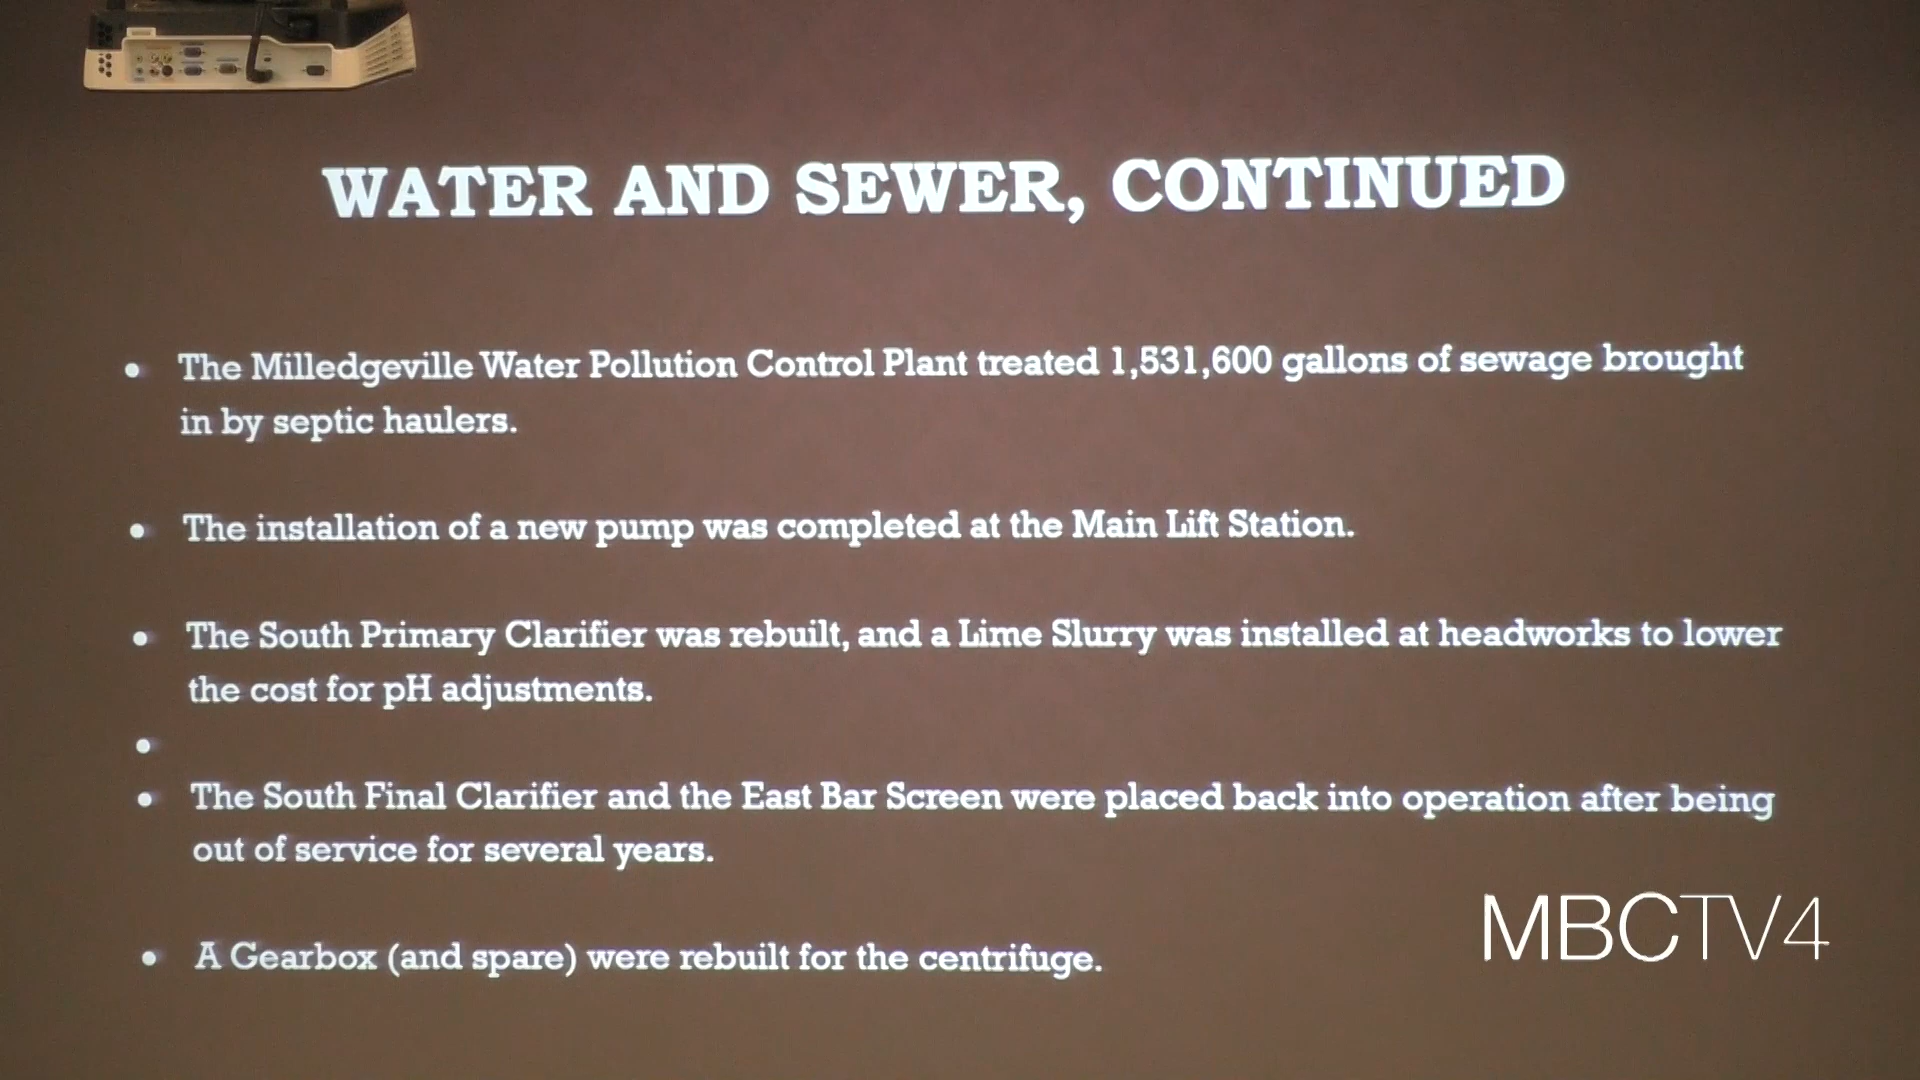 WATER AND SEWER, CONTINUED
• The Milledgeville Water Pollution Control Plant treated 1,531,600 gallons of sewage brought
in by septic haulers.
• The installation of a new pump was completed at the Main Lift Station.
• The South Primary Clarifier was rebuilt, and a Lime Slurry was installed at headworks to lower
the cost for pH adjustments.
•
• The South Final Clarifier and the East Bar Screen were placed back into operation after being
out of service for several years.
• A Gearbox (and spare) were rebuilt for the centrifuge.
MBCTV4